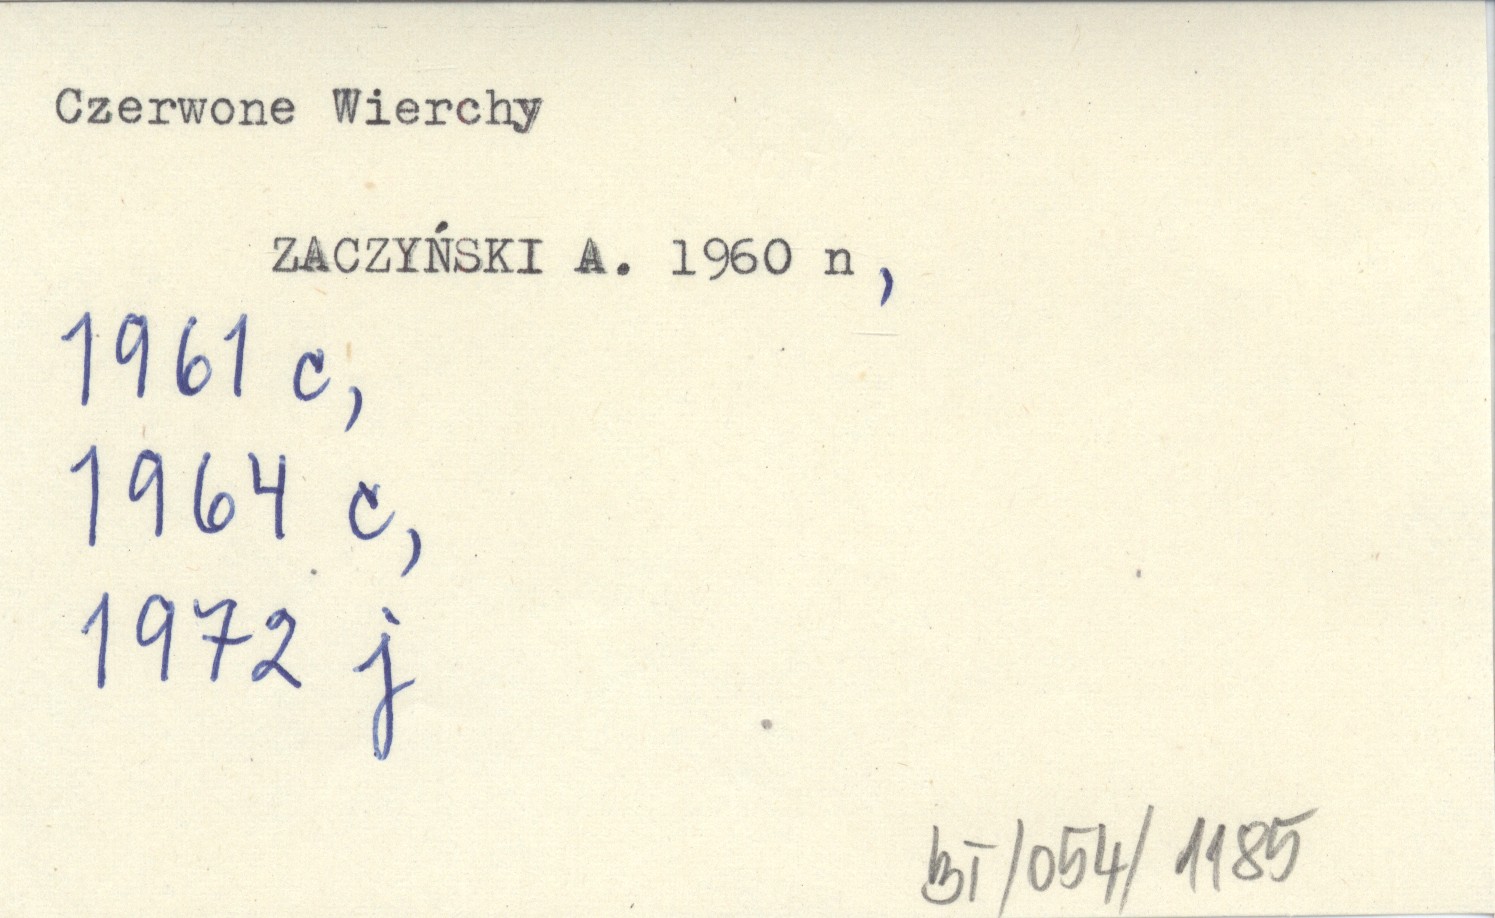 Czerwone Wierchy
ZACZYŃSKI A. 1960 n,
1961 c,
1964 c,
1972 j
BI/054/1185